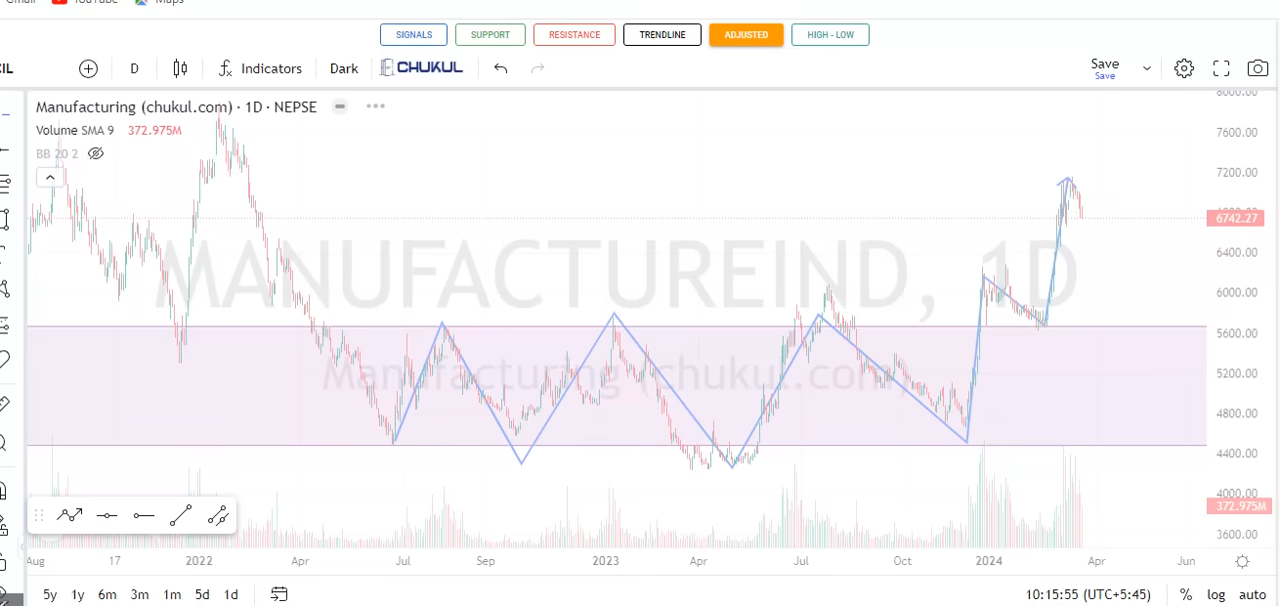 Gmail YouTube Maps
SIGNALS SUPPORT RESISTANCE TRENDLINE ADJUSTED HIGH - LOW
CIL D Indicators Dark CHUKUL Save
Save
Manufacturing (chukul.com) · 1D · NEPSE
Volume SMA 9 372.975M
BB 20 2
8000.00
7600.00
7200.00
6742.27
6400.00
6000.00
5600.00
5200.00
4800.00
4400.00
4000.00
372.975M
3600.00
MANUFACTUREIND, 1D
Manufacturing (chukul.com)
Aug 17 2022 Apr Jul Sep 2023 Apr Jul Oct 2024 Apr Jun
5y 1y 6m 3m 1m 5d 1d 10:15:55 (UTC+5:45) % log auto